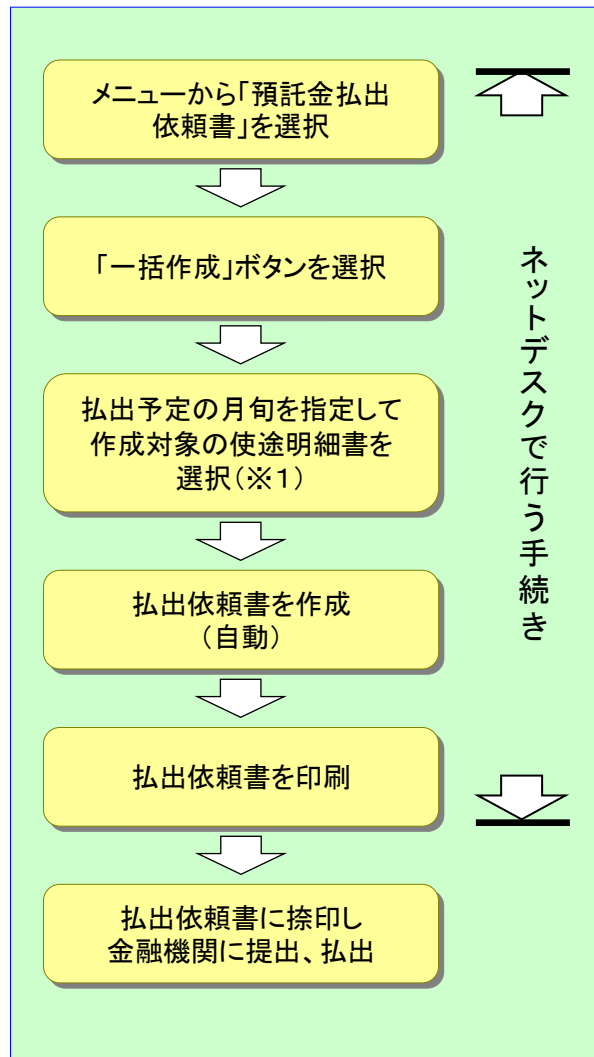 メニューから「預託金払出
依頼書」を選択
「一括作成」ボタンを選択
払出予定の月旬を指定して
作成対象の使途明細書を
選択(※1)
払出依頼書を作成
(自動)
払出依頼書を印刷
払出依頼書に捺印し
金融機関に提出、払出
ネットデスクで行う手続き